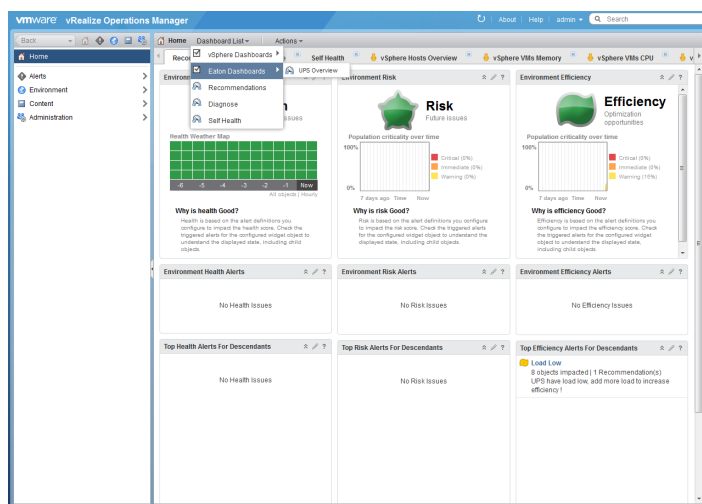 vmware® vRealize Operations Manager
About Help admin Search
Back
Home Dashboard List Actions
Home
Alerts
Environment
Content
Administration
vSphere Dashboards
Eaton Dashboards
UPS Overview
Recommendations
Diagnose
Self Health
Self Health vSphere Hosts Overview vSphere VMs Memory vSphere VMs CPU
Environment Risk
Risk
Future issues
Population criticality over time
100%
Critical (0%)
Immediate (0%)
Warning (0%)
0%
7 days ago Time Now
Why is risk Good?
Risk is based on the alert definitions you
configure to impact the risk score. Check the
triggered alerts for the configured widget object
to understand the displayed state, including
child objects.
Environment Efficiency
Efficiency
Optimization
opportunities
Population criticality over time
100%
Critical (0%)
Immediate (0%)
Warning (15%)
0%
7 days ago Time Now
Why is efficiency Good?
Efficiency is based on the alert definitions you
configure to impact the efficiency score. Check
the triggered alerts for the configured widget
object to understand the displayed state,
including child objects.
Health Weather Map
-6 -5 -4 -3 -2 -1 Now
All objects | Hourly
Why is health Good?
Health is based on the alert definitions you
configure to impact the health score. Check the
triggered alerts for the configured widget object to
understand the displayed state, including child
objects.
Environment Health Alerts
No Health Issues
Environment Risk Alerts
No Risk Issues
Environment Efficiency Alerts
No Efficiency Issues
Top Health Alerts For Descendants
No Health Issues
Top Risk Alerts For Descendants
No Risk Issues
Top Efficiency Alerts For Descendants
Load Low
8 objects impacted | 1 Recommendation(s)
UPS have load low, add more load to increase
efficiency !